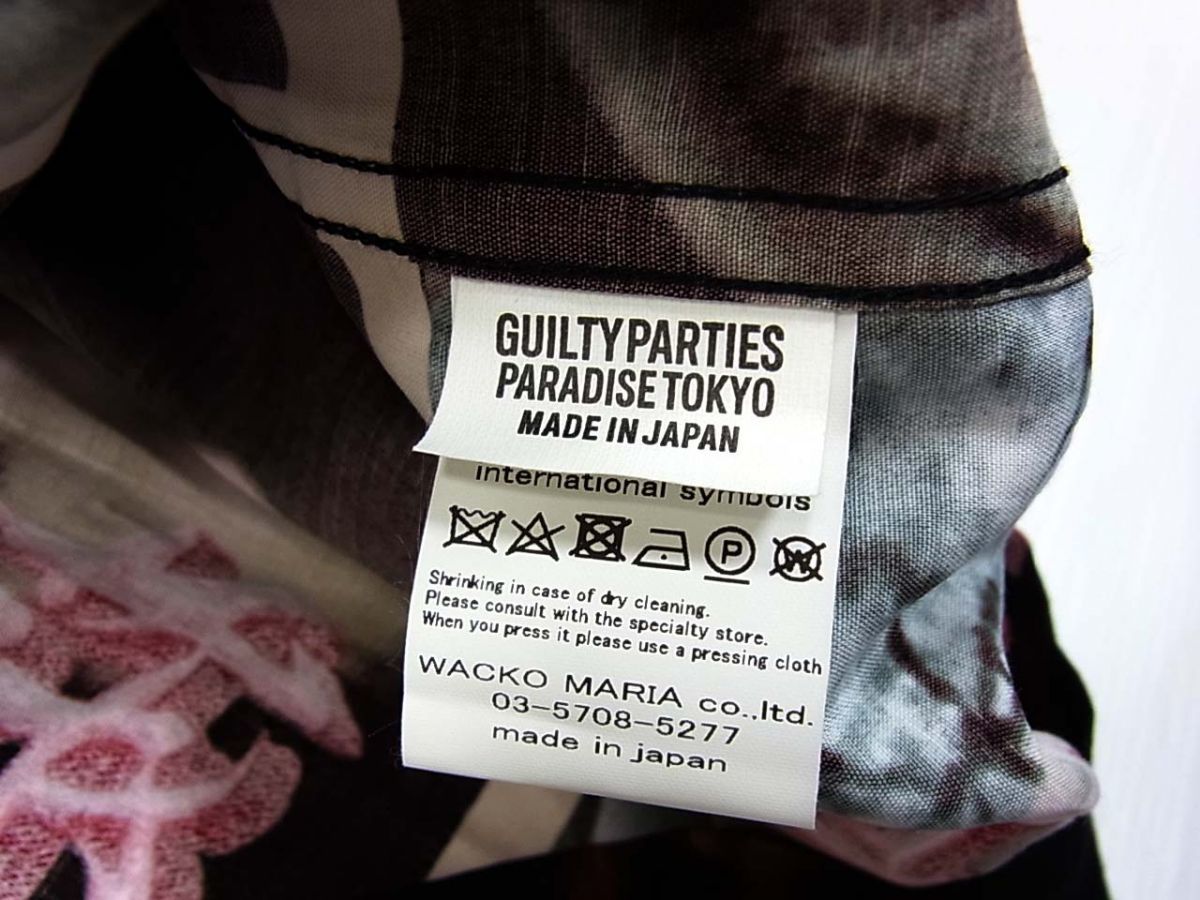 GUILTY PARTIES
PARADISE TOKYO
MADE IN JAPAN
international symbols
P
W
Shrinking in case of dry cleaning.
Please consult with the specialty store.
When you press it please use a pressing cloth
WACKO MARIA co.,ltd.
03-5708-5277
made in japan